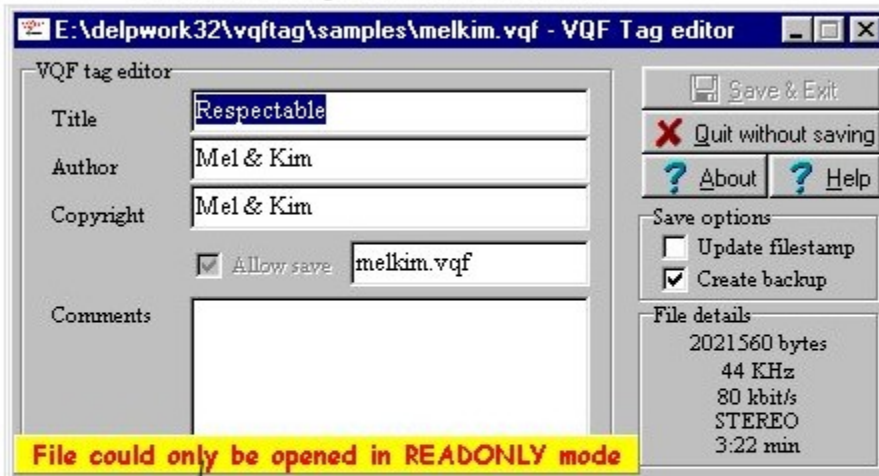 E:\delpwork32\vqftag\samples\melkim.vqf - VQF Tag editor
VQF tag editor
Title
Respectable
Author
Mel & Kim
Copyright
Mel & Kim
Allow save
melkim.vqf
Comments
File could only be opened in READONLY mode
Save & Exit
Quit without saving
? About
? Help
Save options
Update filestamp
Create backup
File details
2021560 bytes
44 KHz
80 kbit/s
STEREO
3:22 min